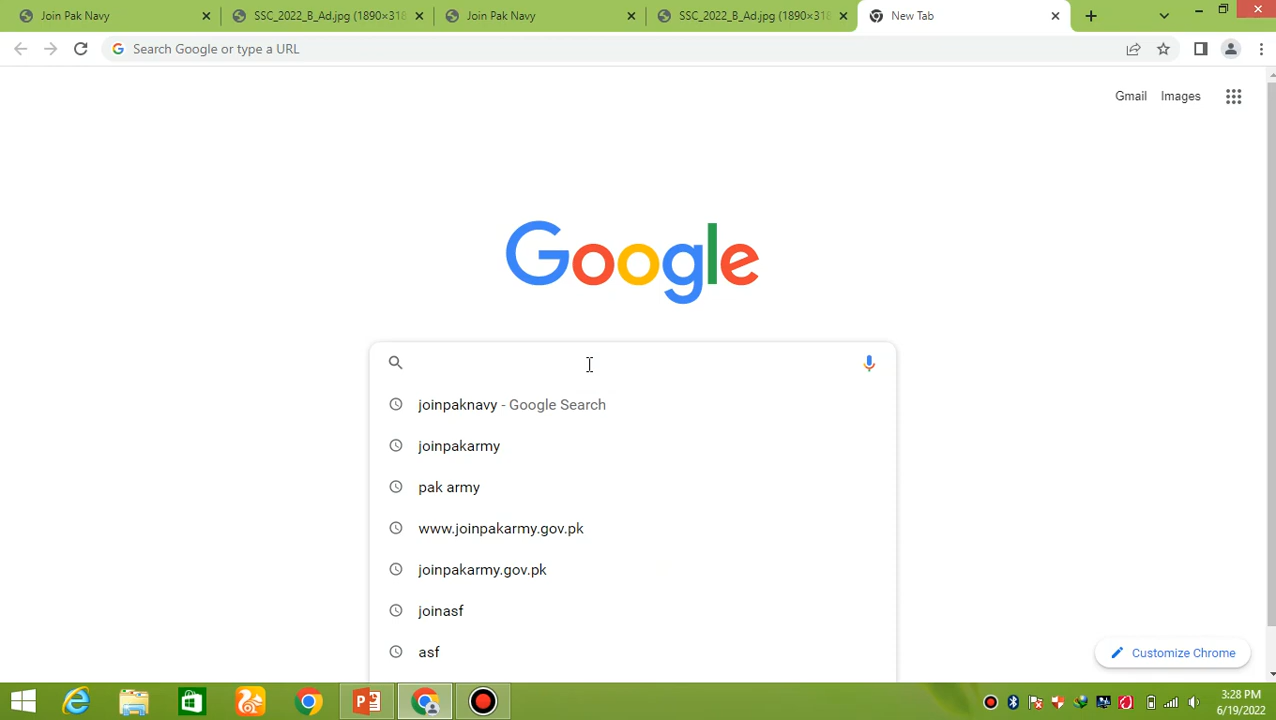 Join Pak Navy
SSC_2022_B_Ad.jpg (1890×318
Join Pak Navy
SSC_2022_B_Ad.jpg (1890×318
New Tab
Search Google or type a URL
Gmail
Images
Google
joinpaknavy - Google Search
joinpakarmy
pak army
www.joinpakarmy.gov.pk
joinpakarmy.gov.pk
joinasf
asf
Customize Chrome
3:28 PM
6/19/2022